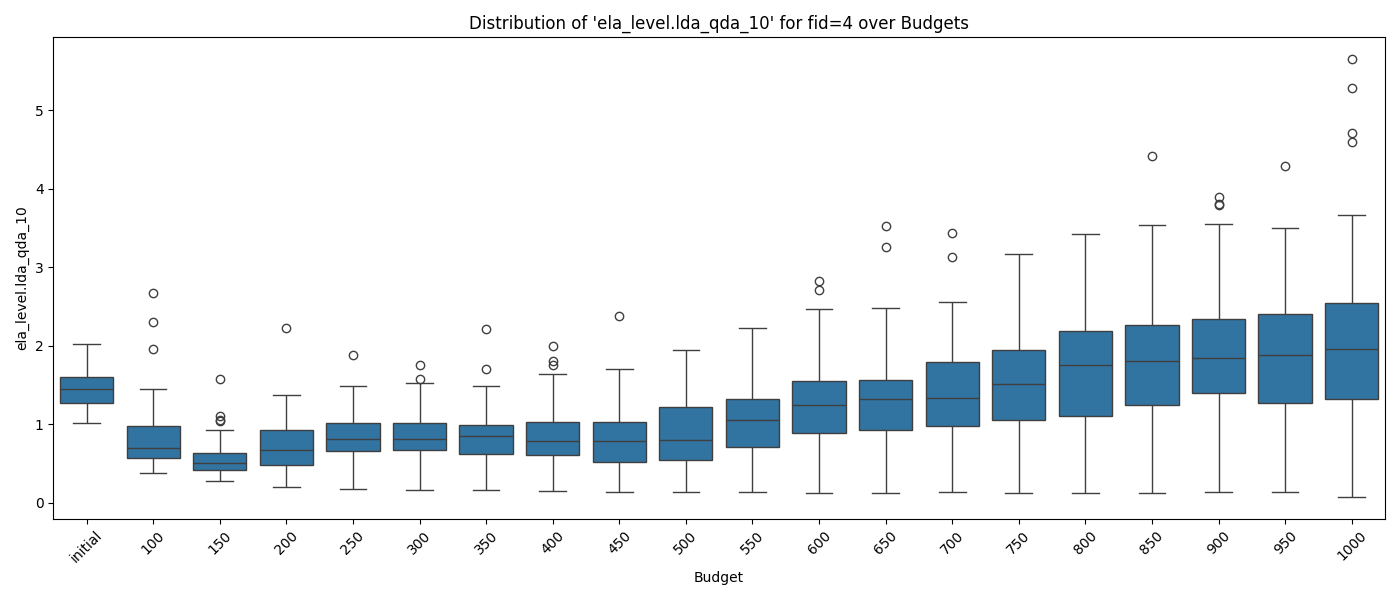 Distribution of 'ela_level.lda_qda_10' for fid=4 over Budgets
ela_level.lda_qda_10
5
4
3
2
1
0
initial 100 150 200 250 300 350 400 450 500 550 600 650 700 750 800 850 900 950 1000
Budget